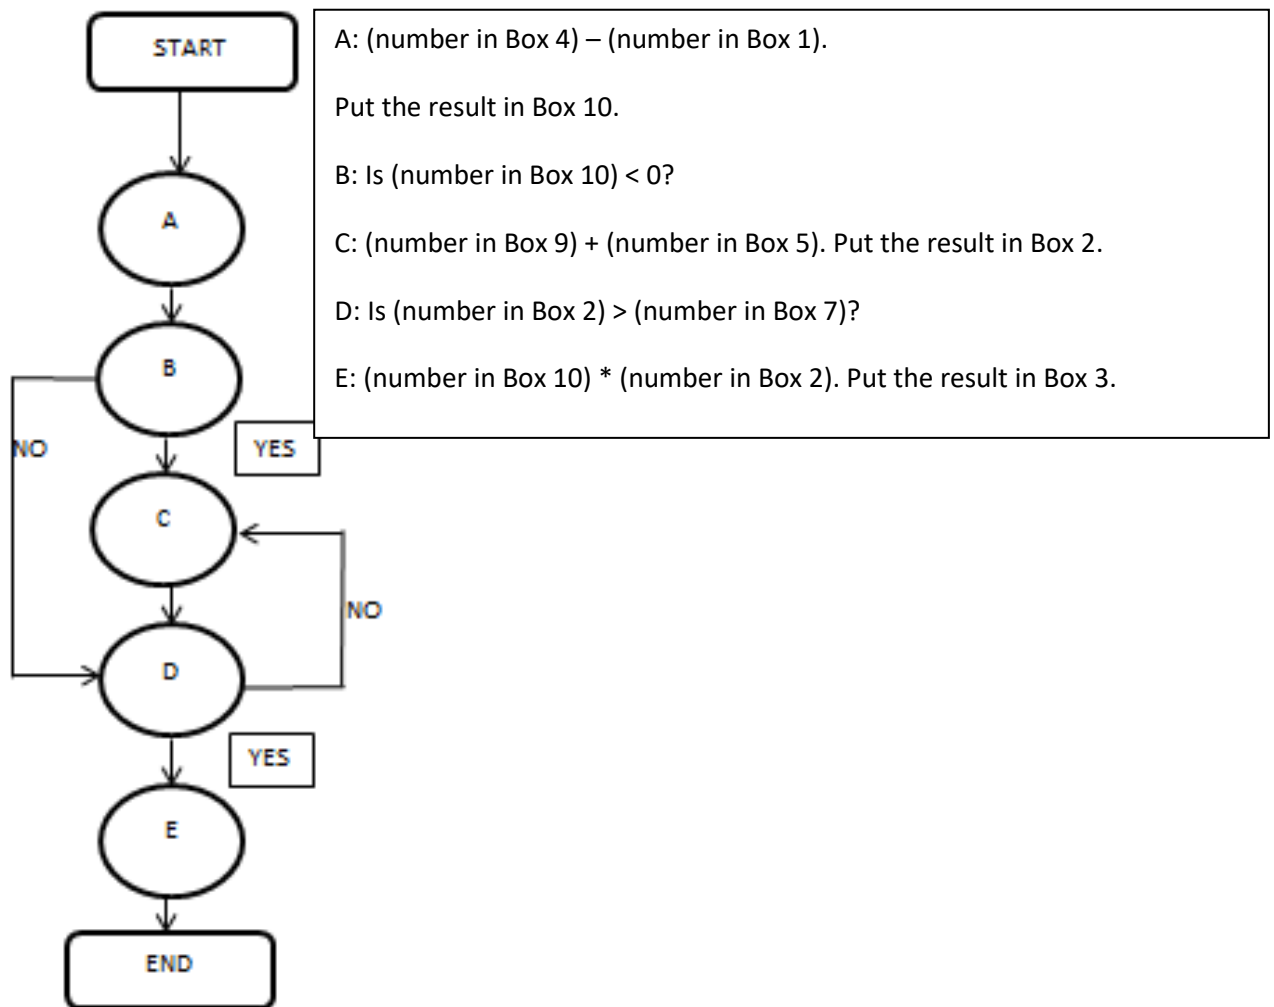 START
A: (number in Box 4) – (number in Box 1).
Put the result in Box 10.
B: Is (number in Box 10) < 0?
C: (number in Box 9) + (number in Box 5). Put the result in Box 2.
D: Is (number in Box 2) > (number in Box 7)?
E: (number in Box 10) * (number in Box 2). Put the result in Box 3.
A
B
NO
YES
C
NO
D
YES
E
END